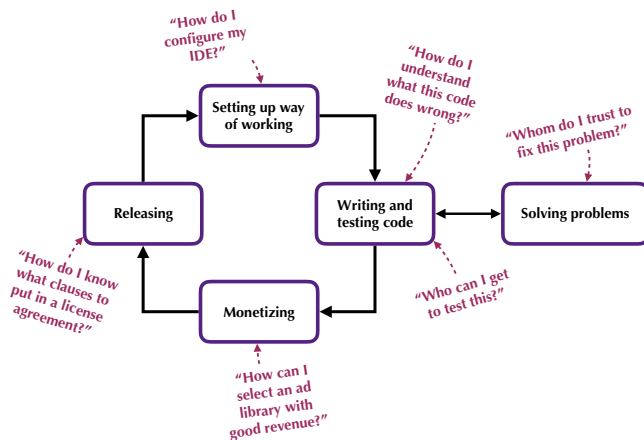 “How do I
configure my
IDE?”
“How do I
understand
what this code
does wrong?”
Setting up way
of working
“Whom do I trust to
fix this problem?”
Releasing
Writing and
testing code
Solving problems
“How do I know
what clauses to
put in a license
agreement?”
“Who can I get
to test this?”
Monetizing
“How can I
select an ad
library with
good revenue?”